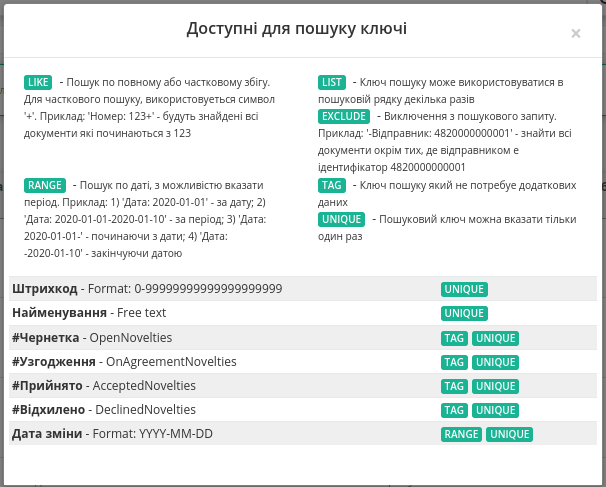 Доступні для пошуку ключі
×
LIKE - Пошук по повному або частковому збігу.
Для часткового пошуку, використовуеться символ
'+'. Приклад: 'Номер: 123+' - будуть знайдені всі
документи які починаються з 123
LIST - Ключ пошуку може використовуватися в
пошуковій рядку декілька разів
EXCLUDE - Виключення з пошукового запиту.
Приклад: '-Відправник: 4820000000001' - знайти всі
документи окрім тих, де відправником е
ідентифікатор 4820000000001
RANGE - Пошук по даті, з можливістю вказати
період. Приклад: 1) 'Дата: 2020-01-01' - за дату; 2)
'Дата: 2020-01-01-2020-01-10' - за період; 3) 'Дата:
2020-01-01-' - починаючи з дати; 4) 'Дата:
-2020-01-10' - закінчуючи датою
TAG - Ключ пошуку який не потребує додаткових
даних
UNIQUE - Пошуковий ключ можна вказати тільки
один раз
Штрихкод - Format: 0-99999999999999999999 UNIQUE
Найменування - Free text UNIQUE
#Чернетка - OpenNovelties TAG UNIQUE
#Узгодження - OnAgreementNovelties TAG UNIQUE
#Прийнято - AcceptedNovelties TAG UNIQUE
#Відхилено - DeclinedNovelties TAG UNIQUE
Дата зміни - Format: YYYY-MM-DD RANGE UNIQUE